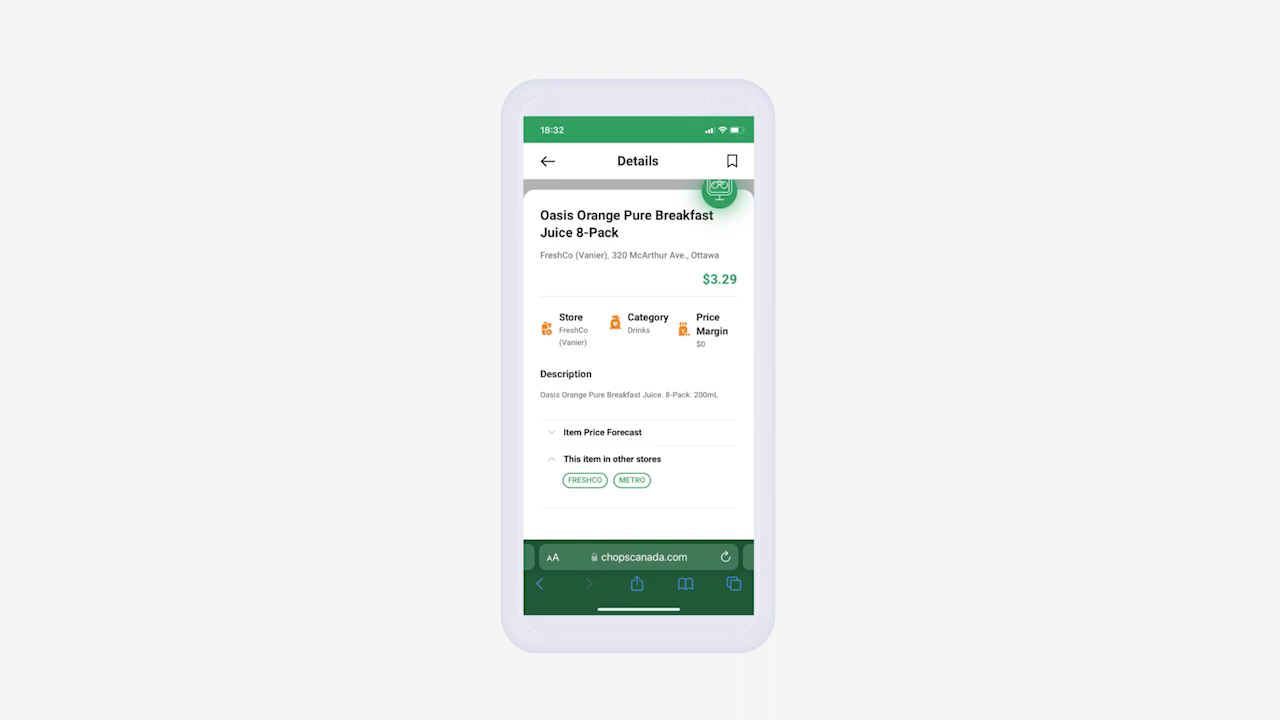 18:32
Details
Oasis Orange Pure Breakfast
Juice 8-Pack
FreshCo (Vanier), 320 McArthur Ave., Ottawa
$3.29
Store
FreshCo
(Vanier)
Category
Drinks
Price
Margin
$0
Description
Oasis Orange Pure Breakfast Juice. 8-Pack. 200mL
Item Price Forecast
This item in other stores
FRESHCO METRO
AA chopscanada.com